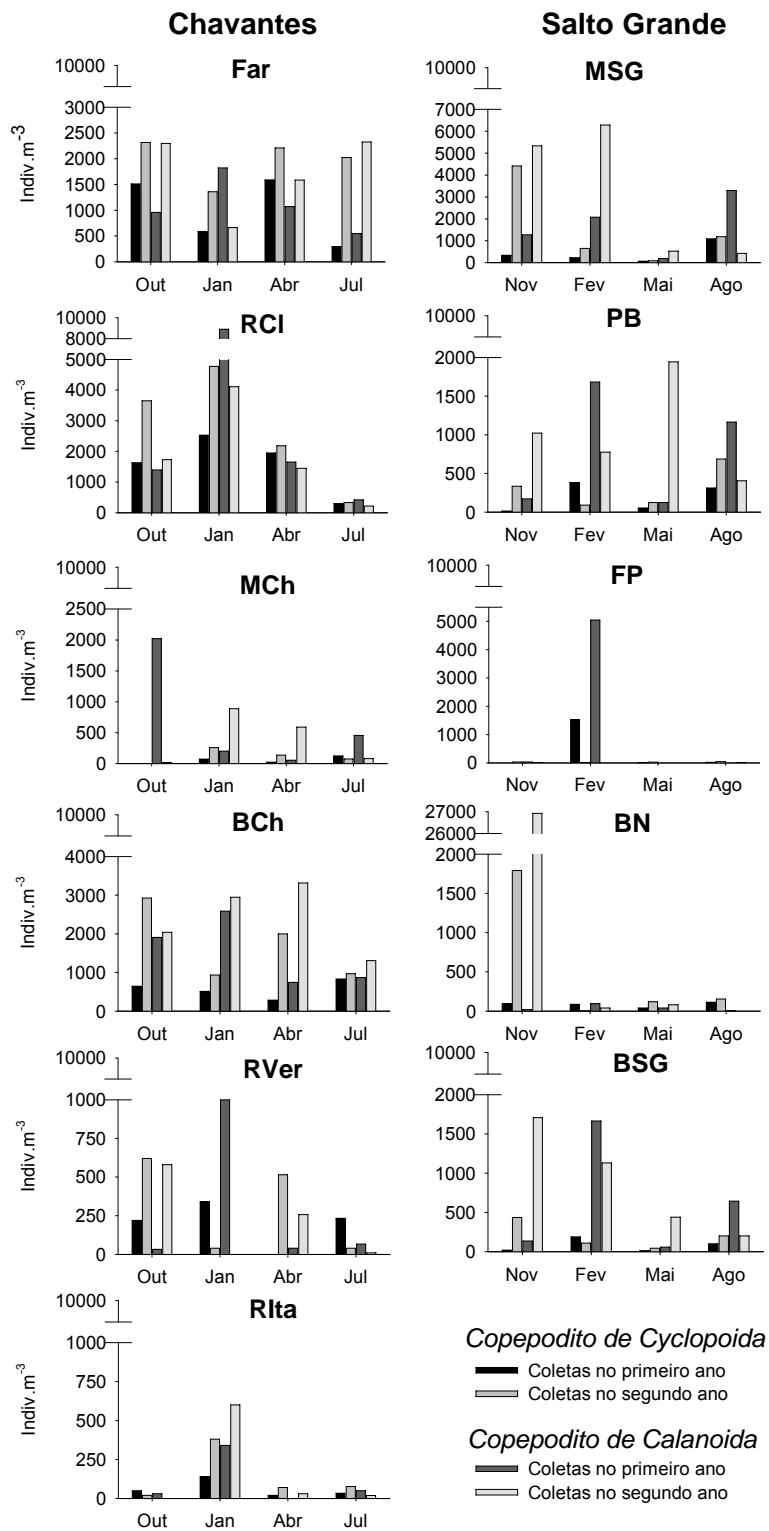 Chavantes
Salto Grande
Far
10000
3000
2500
2000
1500
1000
500
0
Indiv.m-3
Out Jan Abr Jul
MSG
10000
7000
6000
5000
4000
3000
2000
1000
0
Nov Fev Mai Ago
RCI
10000
8000
5000
4000
3000
2000
1000
0
Indiv.m-3
Out Jan Abr Jul
PB
10000
2000
1500
1000
500
0
Nov Fev Mai Ago
MCh
10000
2500
2000
1500
1000
500
0
Indiv.m-3
Out Jan Abr Jul
FP
10000
5000
4000
3000
2000
1000
0
Nov Fev Mai Ago
BCh
10000
4000
3000
2000
1000
0
Indiv.m-3
Out Jan Abr Jul
BN
27000
26000
2000
1500
1000
500
0
Nov Fev Mai Ago
RVer
10000
1000
750
500
250
0
Indiv.m-3
Out Jan Abr Jul
BSG
10000
2000
1500
1000
500
0
Nov Fev Mai Ago
RIta
10000
1000
750
500
250
0
Indiv.m-3
Out Jan Abr Jul
Copepodito de Cyclopoida
Coletas no primeiro ano
Coletas no segundo ano
Copepodito de Calanoida
Coletas no primeiro ano
Coletas no segundo ano